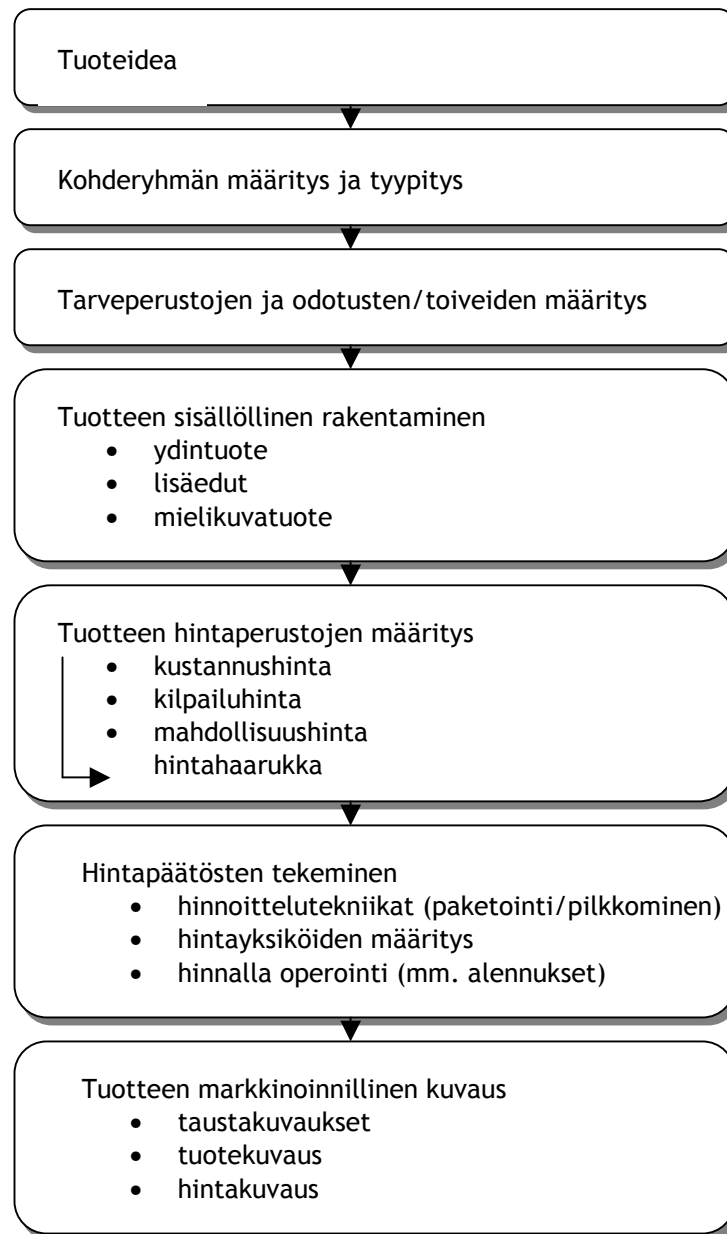 Tuoteidea
Kohderyhmän määritys ja tyypitys
Tarveperustojen ja odotusten/toiveiden määritys
Tuotteen sisällöllinen rakentaminen
• ydintuote
• lisäedut
• mielikuvatuote
Tuotteen hintaperustojen määritys
• kustannushinta
• kilpailuhinta
• mahdollisuushinta
hintahaarukka
Hintapäätösten tekeminen
• hinnoittelutekniikat (paketointi/pilkkominen)
• hintayksiköiden määritys
• hinnalla operointi (mm. alennukset)
Tuotteen markkinoinnillinen kuvaus
• taustakuvaukset
• tuotekuvaus
• hintakuvaus